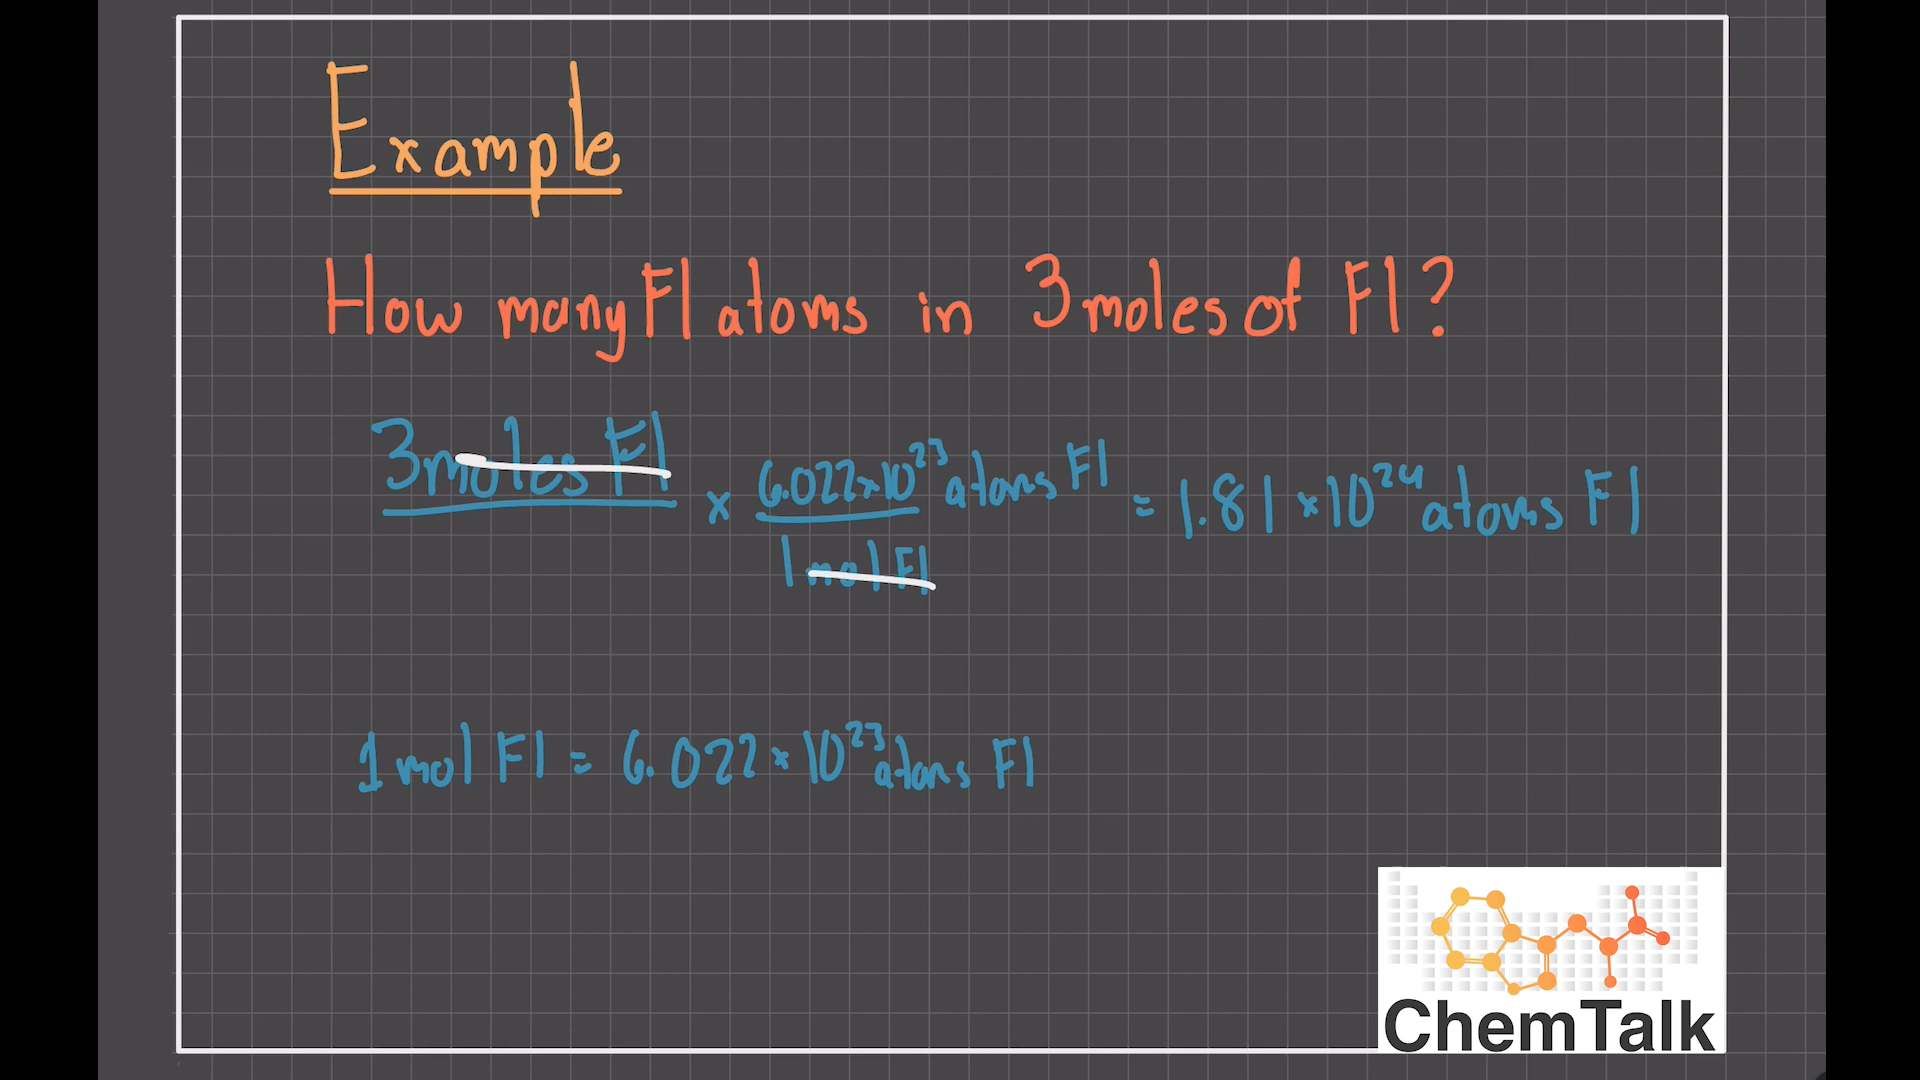 Example
How many Fl atoms in 3 moles of Fl?
3 moles Fl × 6.022×10²³ atoms Fl = 1.81 ×10²⁴ atoms Fl
1 mol Fl
1 mol Fl = 6.022×10²³ atoms Fl
ChemTalk